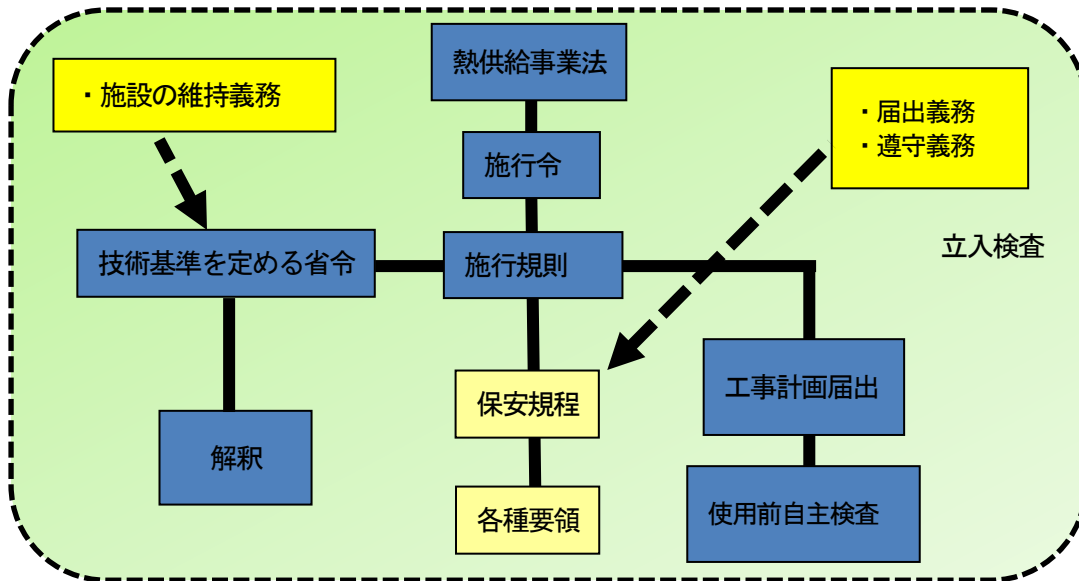 熱供給事業法
・施設の維持義務
・届出義務
・遵守義務
施行令
立入検査
技術基準を定める省令
施行規則
工事計画届出
保安規程
解釈
各種要領
使用前自主検査